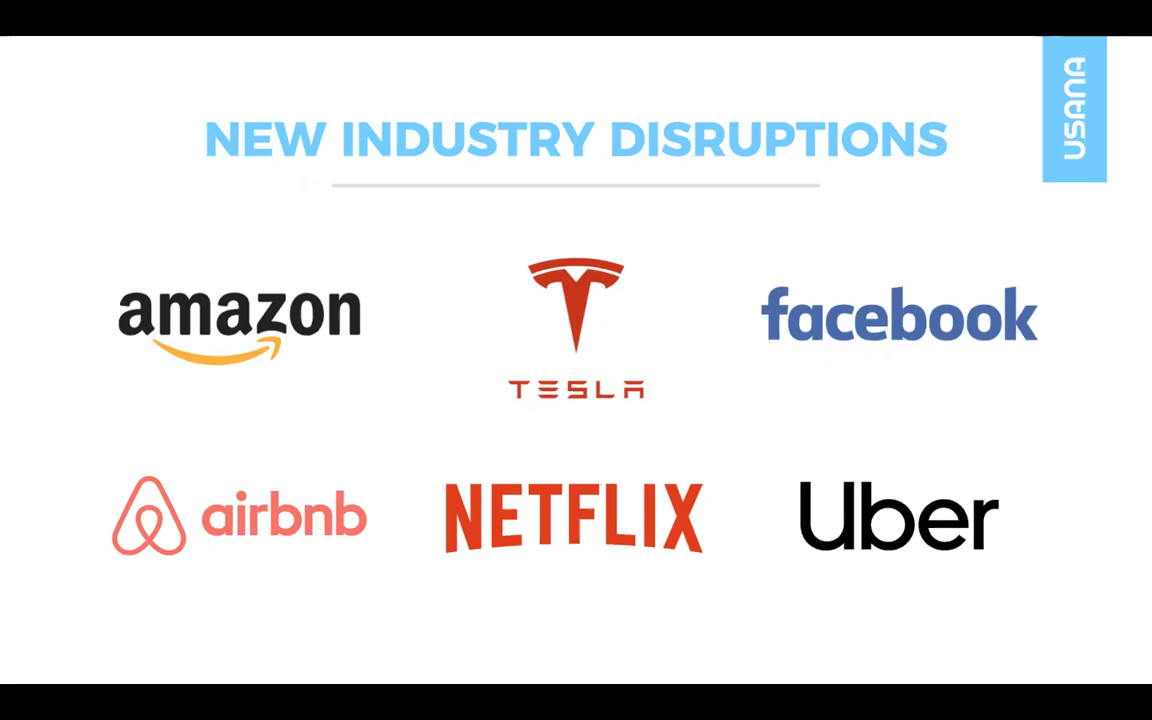 NEW INDUSTRY DISRUPTIONS
USANA
amazon
TESLA
facebook
airbnb
NETFLIX
Uber